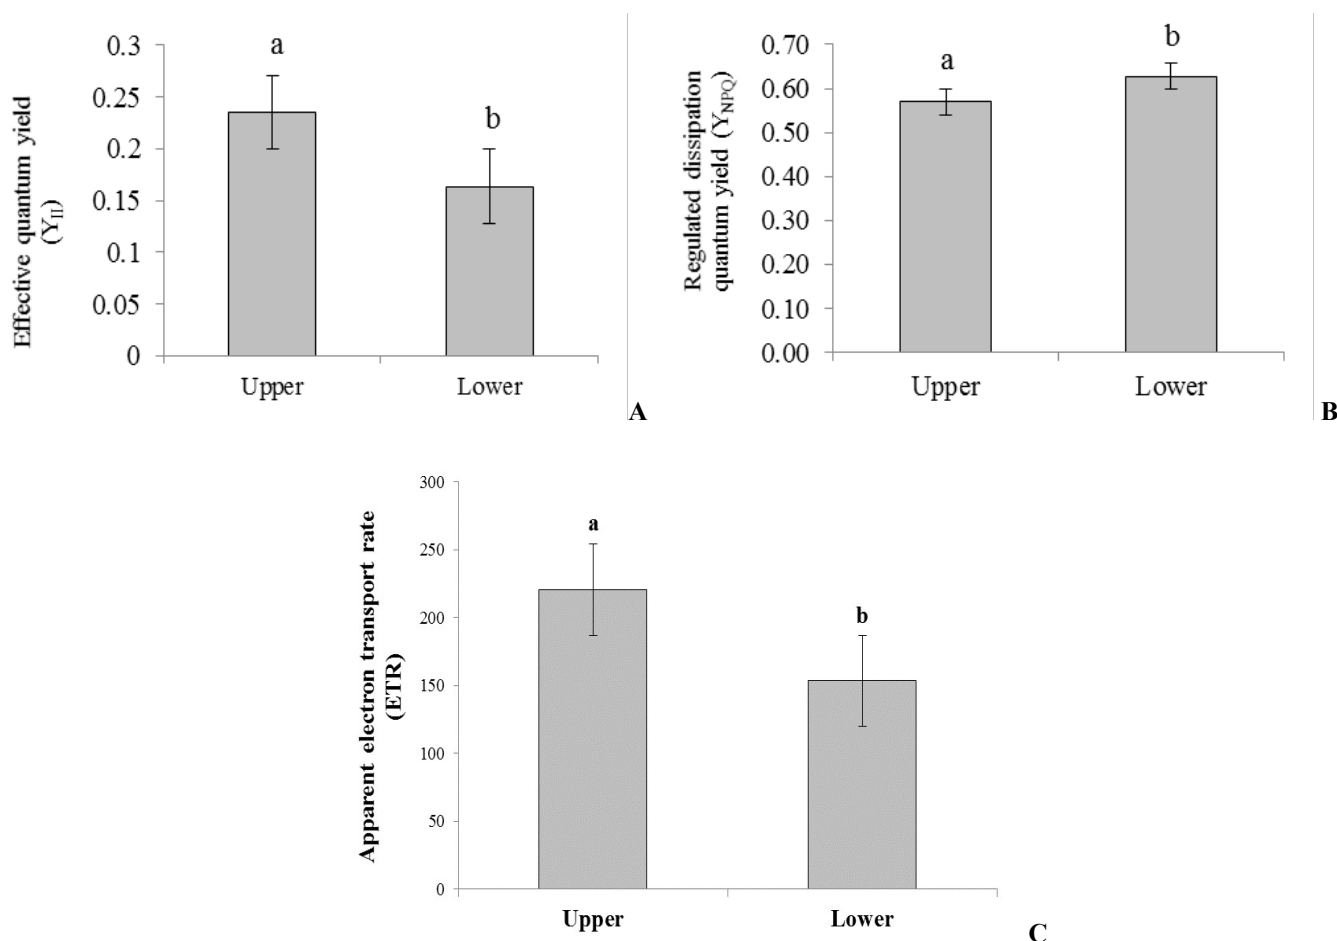 Effective quantum yield
(YII)
0.3
0.25
0.2
0.15
0.1
0.05
0
a
b
Upper
Lower
A
Regulated dissipation
quantum yield (YNPQ)
0.70
0.60
0.50
0.40
0.30
0.20
0.10
0.00
a
b
Upper
Lower
B
Apparent electron transport rate
(ETR)
300
250
200
150
100
50
0
a
b
Upper
Lower
C